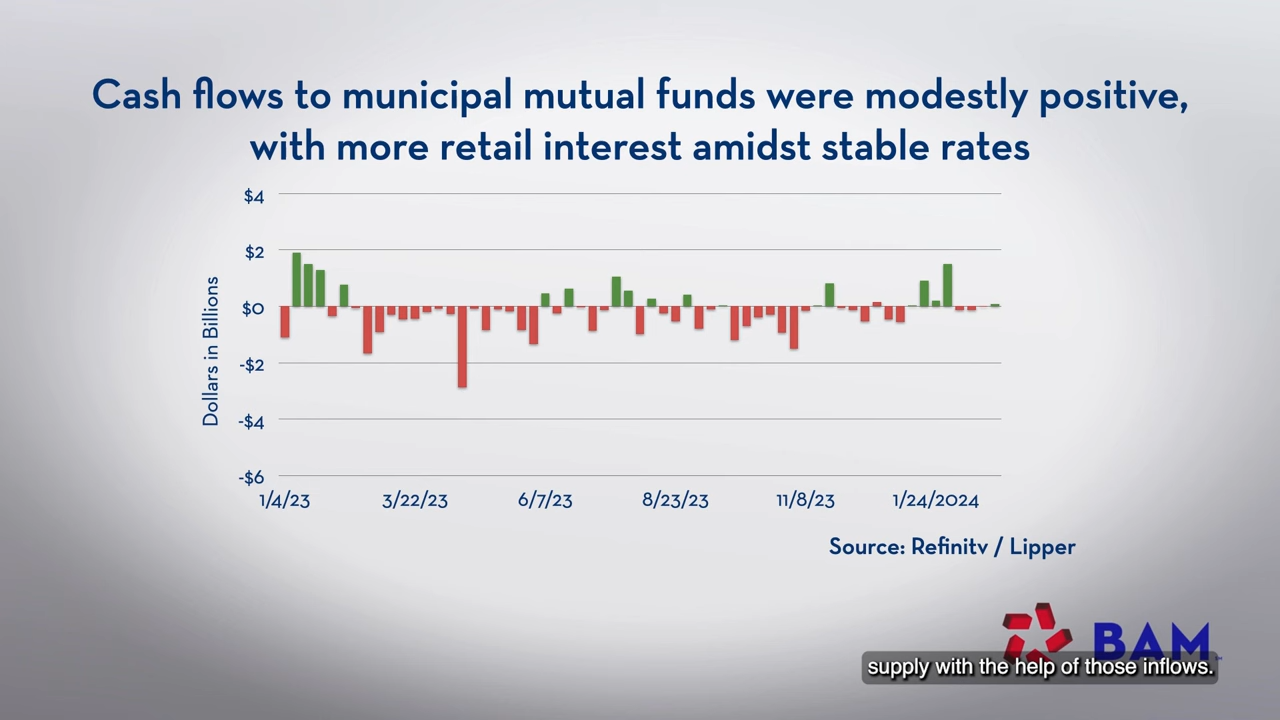 Cash flows to municipal mutual funds were modestly positive,
with more retail interest amidst stable rates
$4
$2
$0
-$2
-$4
-$6
Dollars in Billions
1/4/23 3/22/23 6/7/23 8/23/23 11/8/23 1/24/2024
Source: Refinitv / Lipper
BAM
supply with the help of those inflows.